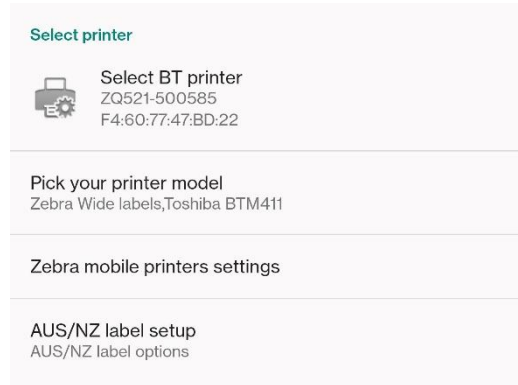 Select printer
Select BT printer
ZQ521-500585
F4:60:77:47:BD:22
Pick your printer model
Zebra Wide labels,Toshiba BTM411
Zebra mobile printers settings
AUS/NZ label setup
AUS/NZ label options